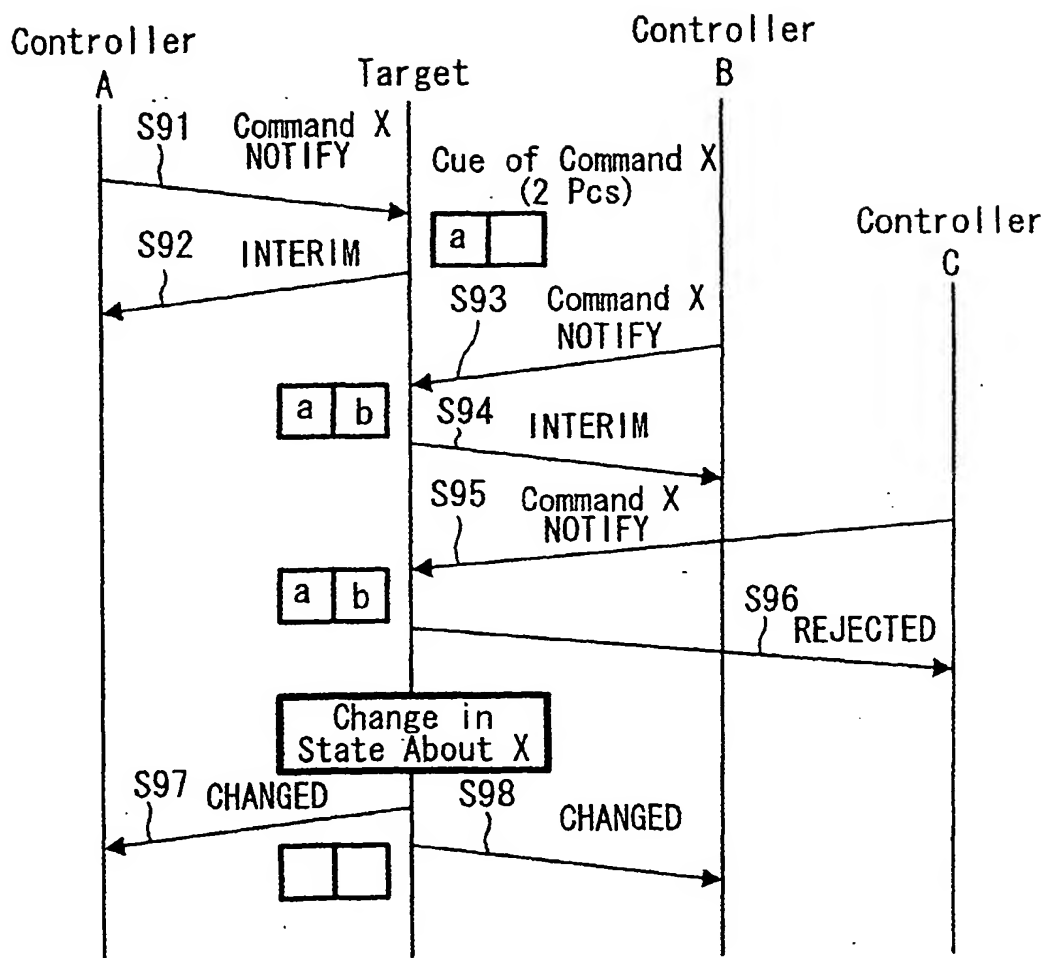 Controller
A
Target
Controller
B
Controller
C
S91
Command X
NOTIFY
Cue of Command X
(2 Pcs)
a
S92
INTERIM
S93
Command X
NOTIFY
a b
S94
INTERIM
S95
Command X
NOTIFY
a b
S96
REJECTED
Change in
State About X
S97
CHANGED
S98
CHANGED